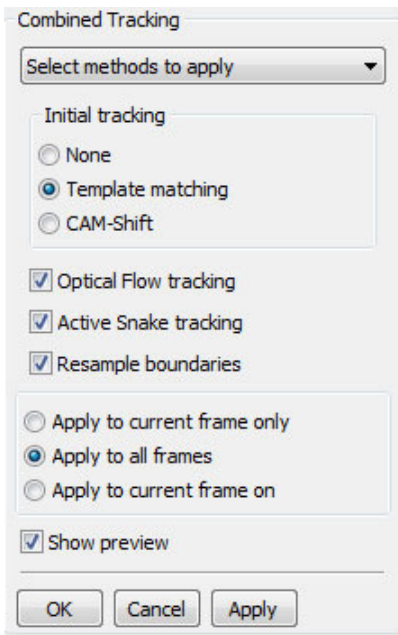 Combined Tracking
Select methods to apply
Initial tracking
None
Template matching
CAM-Shift
Optical Flow tracking
Active Snake tracking
Resample boundaries
Apply to current frame only
Apply to all frames
Apply to current frame on
Show preview
OK Cancel Apply